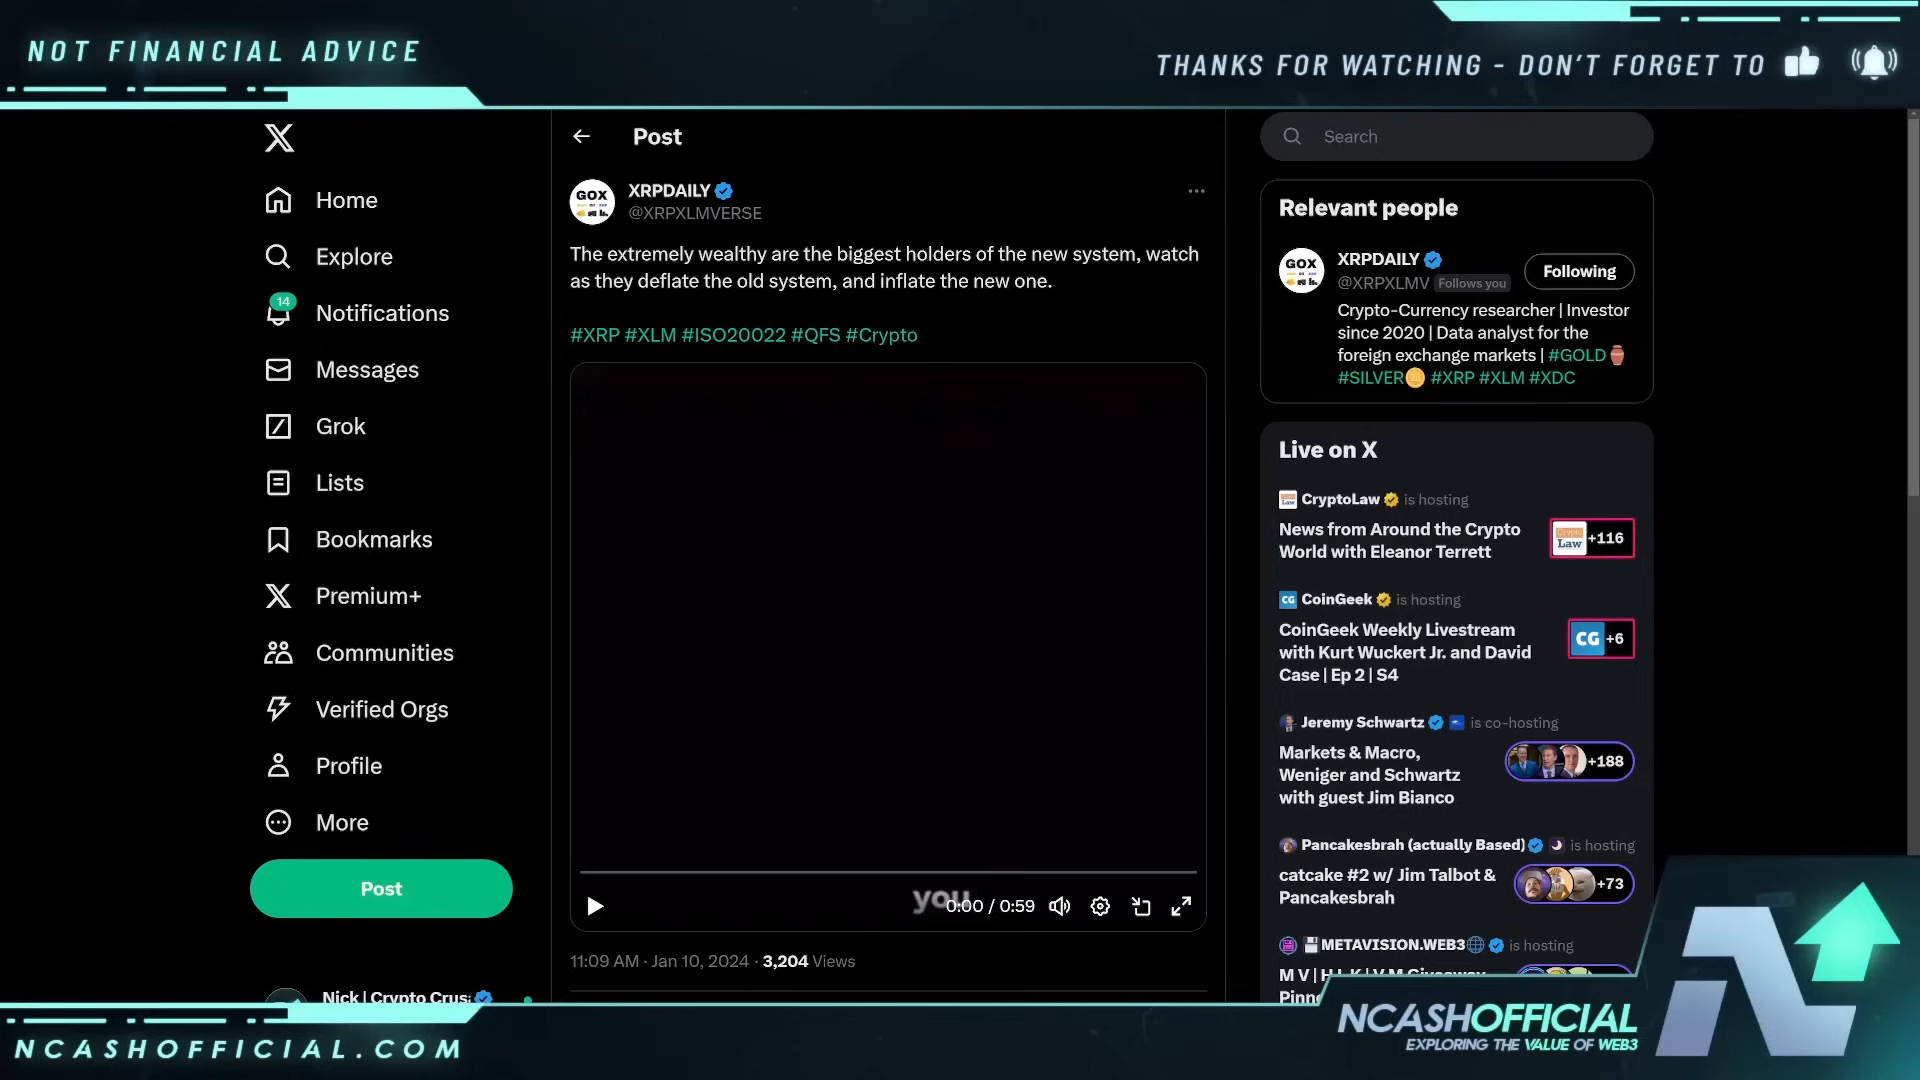 NOT FINANCIAL ADVICE
THANKS FOR WATCHING - DON'T FORGET TO
X
Home
Explore
14
Notifications
Messages
Grok
Lists
Bookmarks
Premium+
Communities
Verified Orgs
Profile
More
Post
Nick | Crypto Crus
Post
GOX
XRPDAILY
@XRPXLMVERSE
The extremely wealthy are the biggest holders of the new system, watch
as they deflate the old system, and inflate the new one.
#XRP #XLM #ISO20022 #QFS #Crypto
you
0:00 / 0:59
11:09 AM · Jan 10, 2024 · 3,204 Views
Search
Relevant people
GOX
XRPDAILY
@XRPXLMV Follows you
Following
Crypto-Currency researcher | Investor
since 2020 | Data analyst for the
foreign exchange markets | #GOLD
#SILVER #XRP #XLM #XDC
Live on X
CryptoLaw is hosting
News from Around the Crypto
World with Eleanor Terrett
Law +116
CG CoinGeek is hosting
CoinGeek Weekly Livestream
with Kurt Wuckert Jr. and David
Case | Ep 2 | S4
CG +6
Jeremy Schwartz is co-hosting
Markets & Macro,
Weniger and Schwartz
with guest Jim Bianco
+188
Pancakesbrah (actually Based) is hosting
catcake #2 w/ Jim Talbot &
Pancakesbrah
+73
METAVISION.WEB3 is hosting
NCASHOFFICIAL
EXPLORING THE VALUE OF WEB3
NCASHOFFICIAL.COM